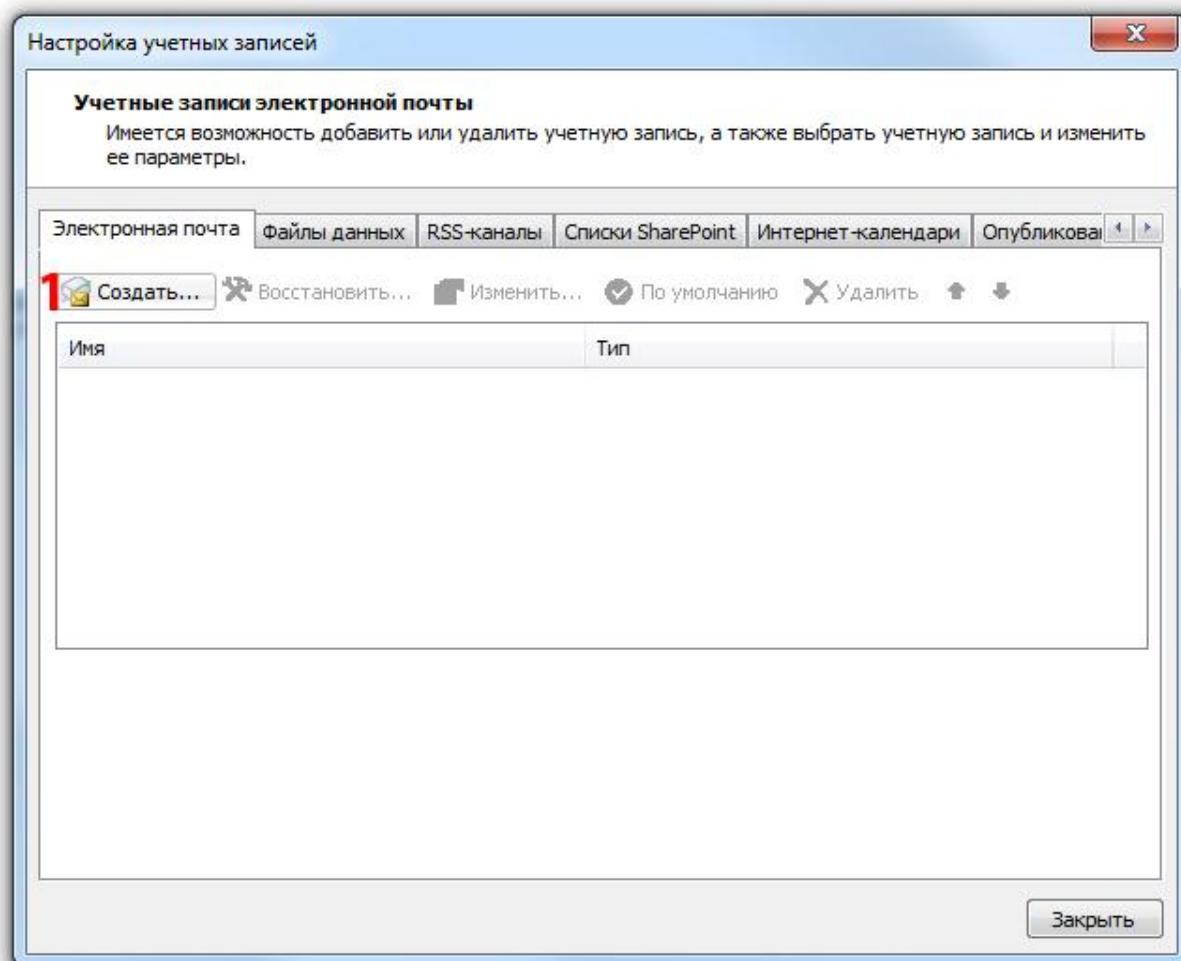 Настройка учетных записей
Учетные записи электронной почты
Имеется возможность добавить или удалить учетную запись, а также выбрать учетную запись и изменить
ее параметры.
Электронная почта Файлы данных RSS-каналы Списки SharePoint Интернет-календари Опубликова
1 Создать... Восстановить... Изменить... По умолчанию Удалить
Имя Тип
Закрыть